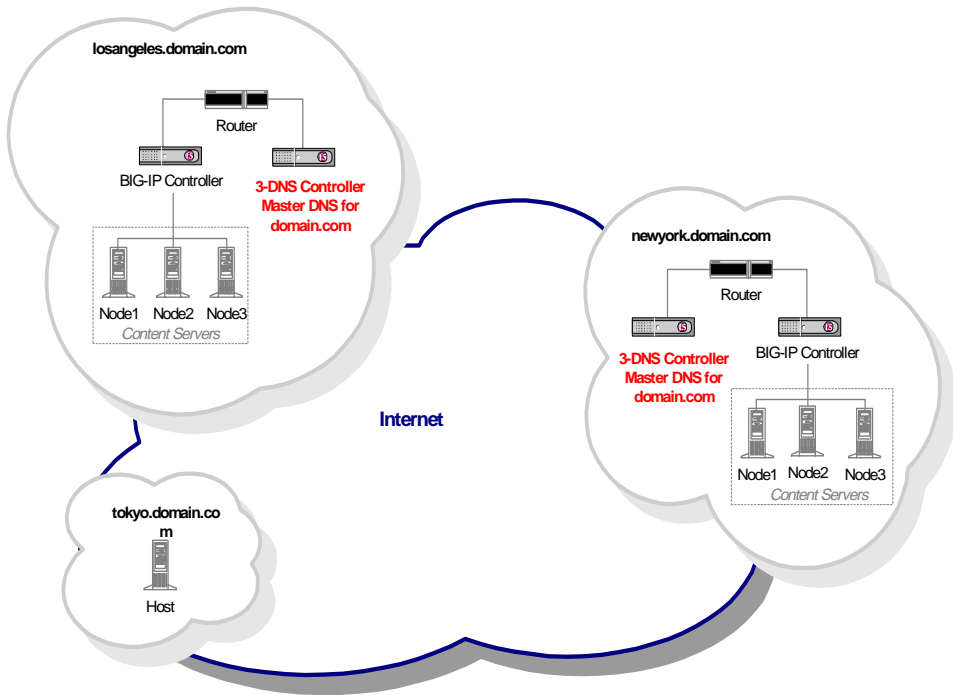 losangeles.domain.com
Router
BIG-IP Controller
3-DNS Controller
Master DNS for
domain.com
Node1 Node2 Node3
Content Servers
newyork.domain.com
Router
3-DNS Controller
Master DNS for
domain.com
BIG-IP Controller
Node1 Node2 Node3
Content Servers
Internet
tokyo.domain.co
m
Host